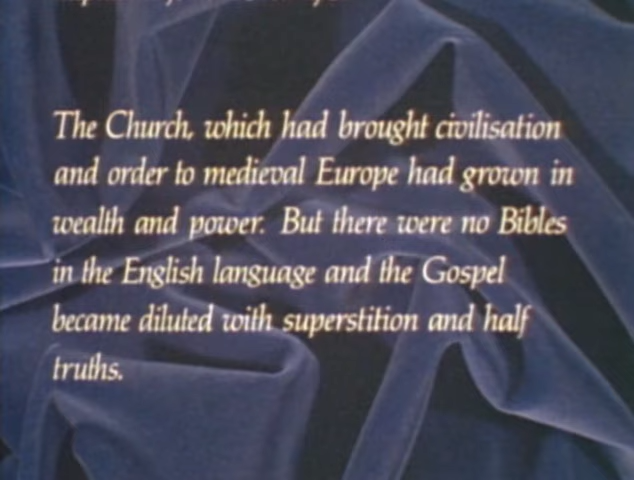 The Church, which had brought civilisation
and order to medieval Europe had grown in
wealth and power. But there were no Bibles
in the English language and the Gospel
became diluted with superstition and half
truths.